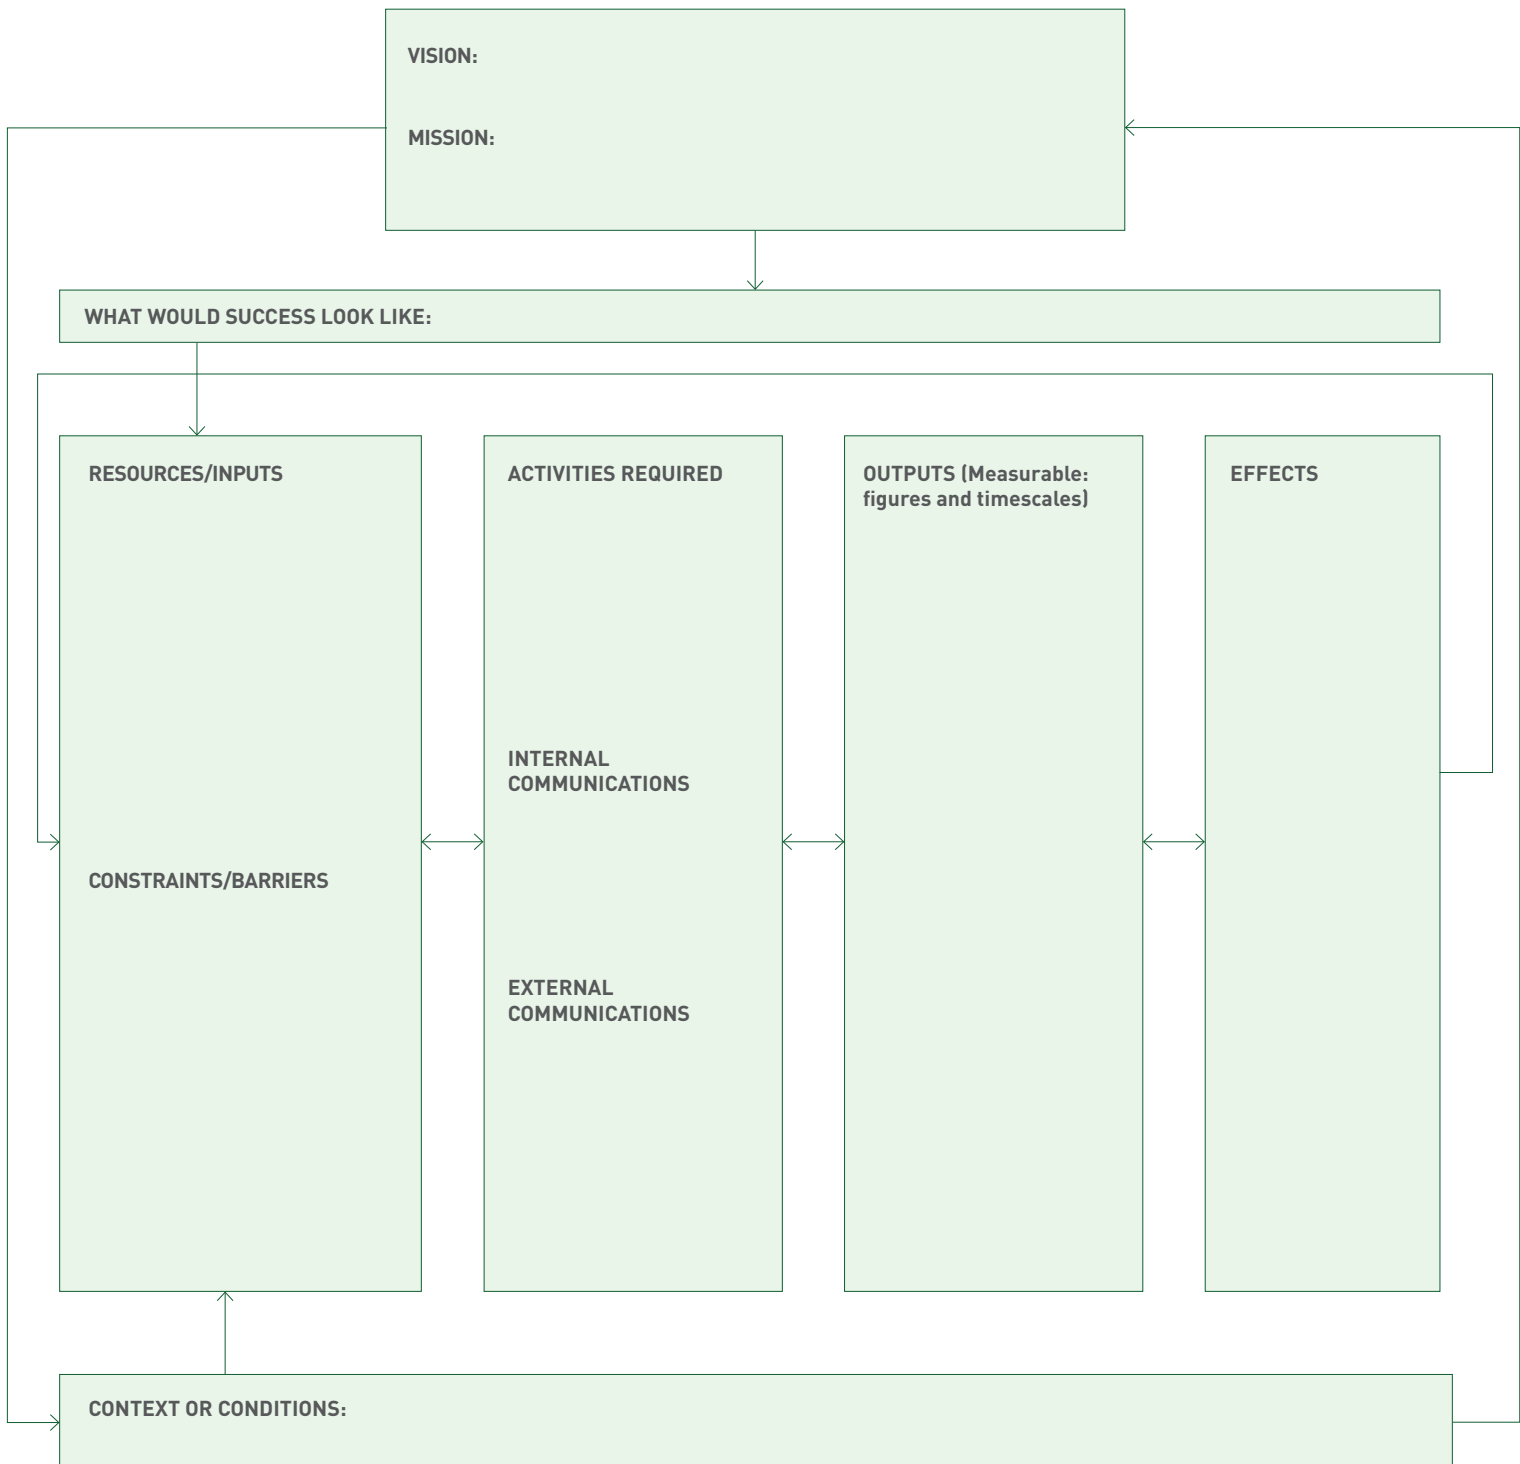 VISION:
MISSION:
WHAT WOULD SUCCESS LOOK LIKE:
RESOURCES/INPUTS
CONSTRAINTS/BARRIERS
ACTIVITIES REQUIRED
INTERNAL
COMMUNICATIONS
EXTERNAL
COMMUNICATIONS
OUTPUTS (Measurable:
figures and timescales)
EFFECTS
CONTEXT OR CONDITIONS: